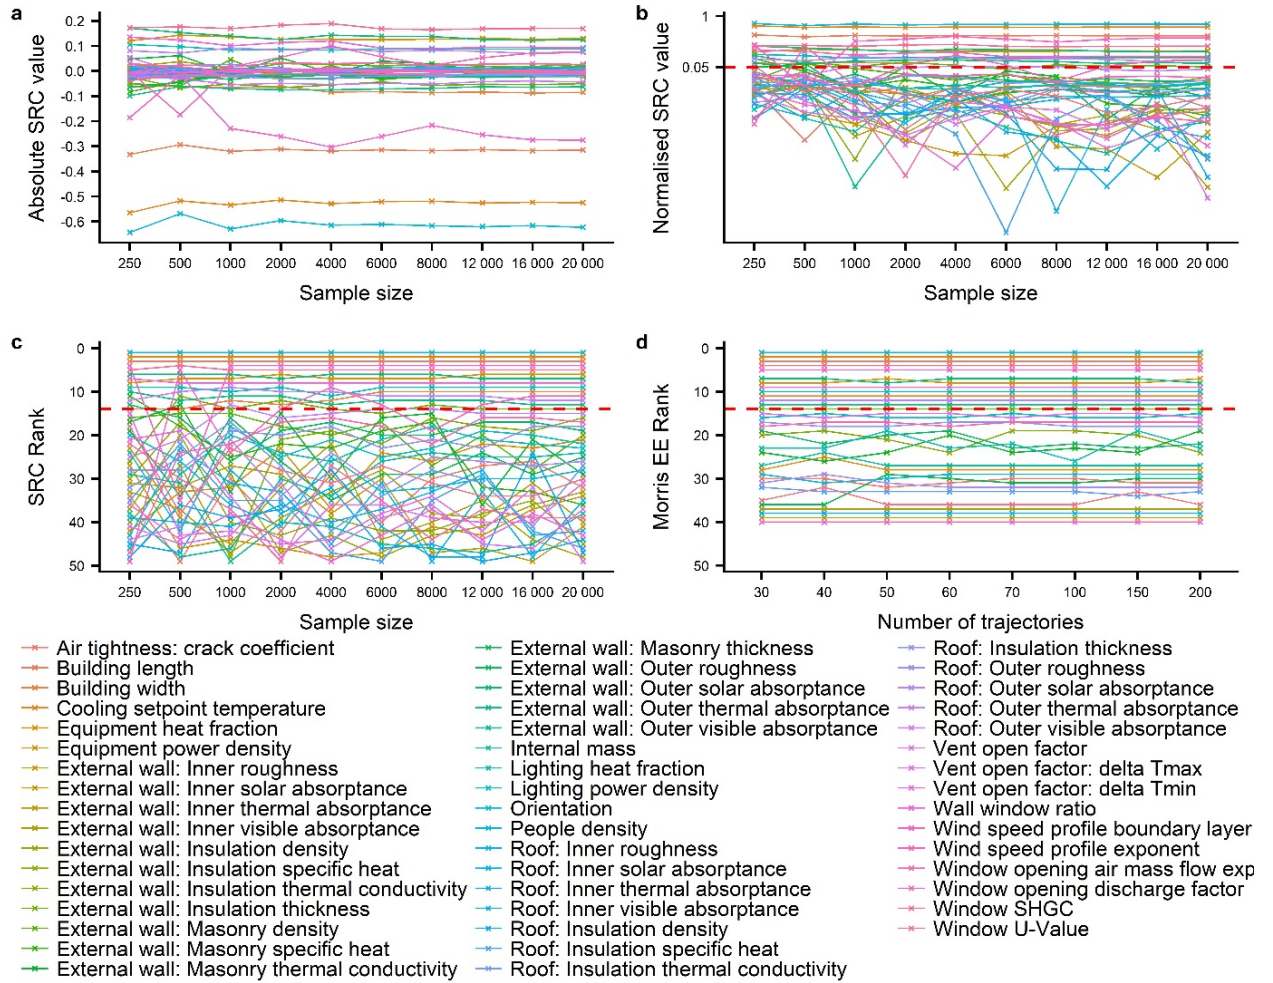 a
0.2
0.1
0.0
-0.1
-0.2
-0.3
-0.4
-0.5
-0.6
Absolute SRC value
250 500 1000 2000 4000 6000 8000 12 000 16 000 20 000
Sample size
b
1
0.05
Normalised SRC value
250 500 1000 2000 4000 6000 8000 12 000 16 000 20 000
Sample size
c
0
10
20
30
40
50
SRC Rank
250 500 1000 2000 4000 6000 8000 12 000 16 000 20 000
Sample size
d
0
10
20
30
40
50
Morris EE Rank
30 40 50 60 70 100 150 200
Number of trajectories
Air tightness: crack coefficient
Building length
Building width
Cooling setpoint temperature
Equipment heat fraction
Equipment power density
External wall: Inner roughness
External wall: Inner solar absorptance
External wall: Inner thermal absorptance
External wall: Inner visible absorptance
External wall: Insulation density
External wall: Insulation specific heat
External wall: Insulation thermal conductivity
External wall: Insulation thickness
External wall: Masonry density
External wall: Masonry specific heat
External wall: Masonry thermal conductivity
External wall: Masonry thickness
External wall: Outer roughness
External wall: Outer solar absorptance
External wall: Outer thermal absorptance
External wall: Outer visible absorptance
Internal mass
Lighting heat fraction
Lighting power density
Orientation
People density
Roof: Inner roughness
Roof: Inner solar absorptance
Roof: Inner thermal absorptance
Roof: Inner visible absorptance
Roof: Insulation density
Roof: Insulation specific heat
Roof: Insulation thermal conductivity
Roof: Insulation thickness
Roof: Outer roughness
Roof: Outer solar absorptance
Roof: Outer thermal absorptance
Roof: Outer visible absorptance
Vent open factor
Vent open factor: delta Tmax
Vent open factor: delta Tmin
Wall window ratio
Wind speed profile boundary layer
Wind speed profile exponent
Window opening air mass flow exp
Window opening discharge factor
Window SHGC
Window U-Value